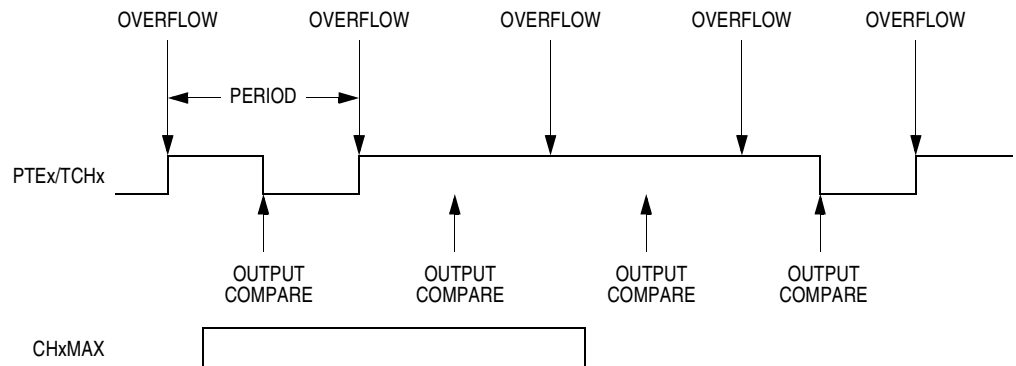 OVERFLOW OVERFLOW OVERFLOW OVERFLOW OVERFLOW
PERIOD
PTEx/TCHx
OUTPUT OUTPUT OUTPUT OUTPUT
COMPARE COMPARE COMPARE COMPARE
CHxMAX